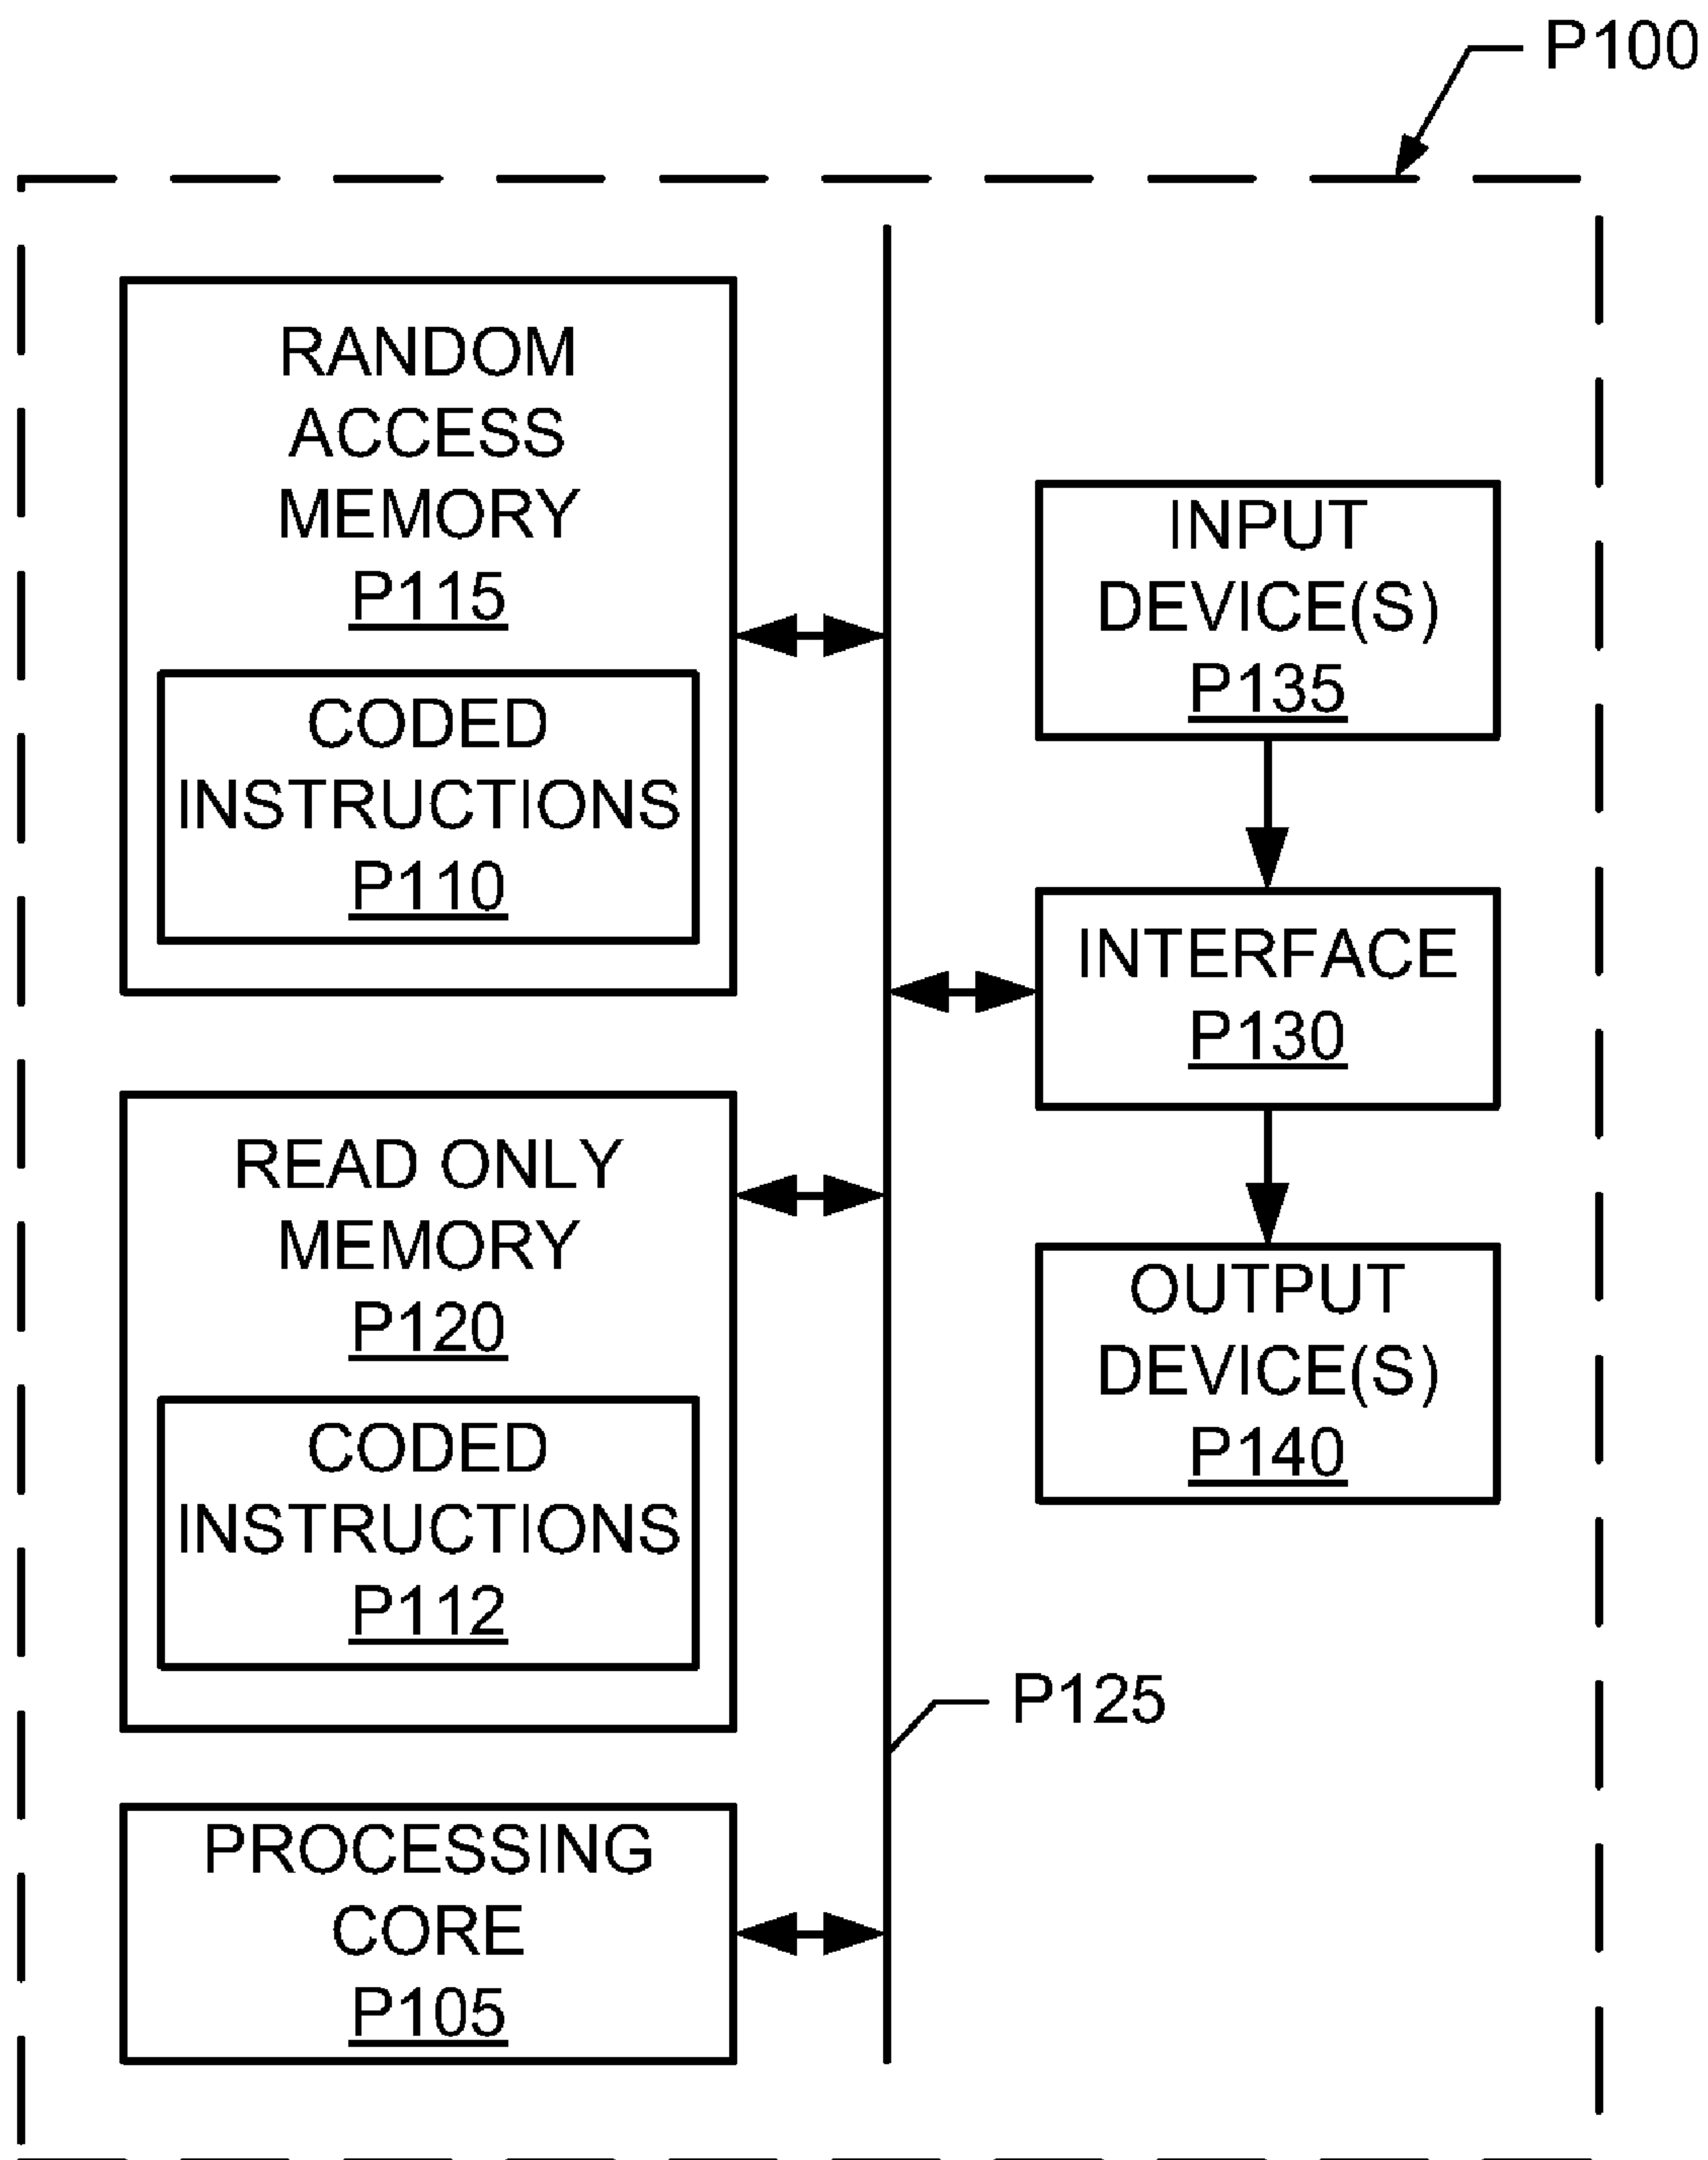 P100
RANDOM
ACCESS
MEMORY
P115
CODED
INSTRUCTIONS
P110
READ ONLY
MEMORY
P120
CODED
INSTRUCTIONS
P112
PROCESSING
CORE
P105
INPUT
DEVICE(S)
P135
INTERFACE
P130
OUTPUT
DEVICE(S)
P140
P125